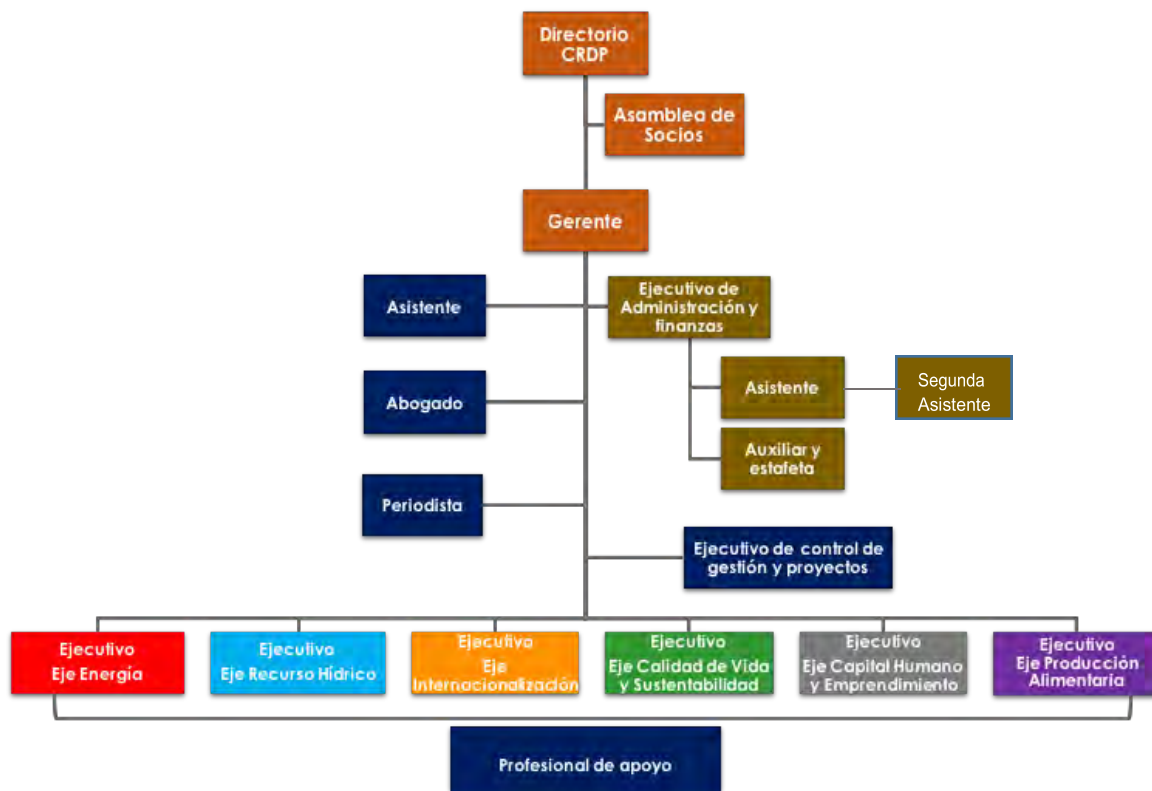 Directorio
CRDP
Asamblea de
Socios
Gerente
Asistente
Ejecutivo de
Administración y
finanzas
Asistente
Segunda
Asistente
Abogado
Auxiliar y
estafeta
Periodista
Ejecutivo de control de
gestión y proyectos
Ejecutivo
Eje Energía
Ejecutivo
Eje Recurso Hídrico
Ejecutivo
Eje
Internacionalización
Ejecutivo
Eje Calidad de Vida
y Sustentabilidad
Ejecutivo
Eje Capital Humano
y Emprendimiento
Ejecutivo
Eje Producción
Alimentaria
Profesional de apoyo